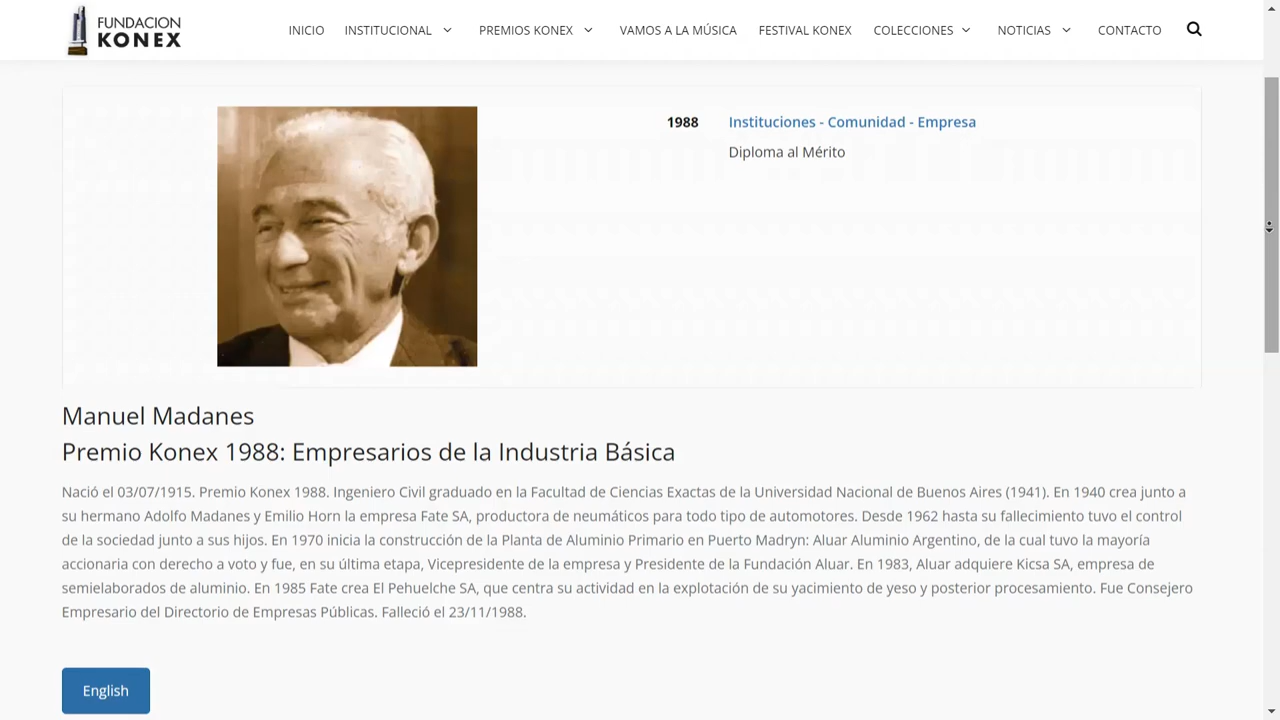 FUNDACION
KONEX
INICIO INSTITUCIONAL PREMIOS KONEX VAMOS A LA MÚSICA FESTIVAL KONEX COLECCIONES NOTICIAS CONTACTO
1988 Instituciones - Comunidad - Empresa
Diploma al Mérito
Manuel Madanes
Premio Konex 1988: Empresarios de la Industria Básica
Nació el 03/07/1915. Premio Konex 1988. Ingeniero Civil graduado en la Facultad de Ciencias Exactas de la Universidad Nacional de Buenos Aires (1941). En 1940 crea junto a
su hermano Adolfo Madanes y Emilio Horn la empresa Fate SA, productora de neumáticos para todo tipo de automotores. Desde 1962 hasta su fallecimiento tuvo el control
de la sociedad junto a sus hijos. En 1970 inicia la construcción de la Planta de Aluminio Primario en Puerto Madryn: Aluar Aluminio Argentino, de la cual tuvo la mayoría
accionaria con derecho a voto y fue, en su última etapa, Vicepresidente de la empresa y Presidente de la Fundación Aluar. En 1983, Aluar adquiere Kicsa SA, empresa de
semielaborados de aluminio. En 1985 Fate crea El Pehuelche SA, que centra su actividad en la explotación de su yacimiento de yeso y posterior procesamiento. Fue Consejero
Empresario del Directorio de Empresas Públicas. Falleció el 23/11/1988.
English